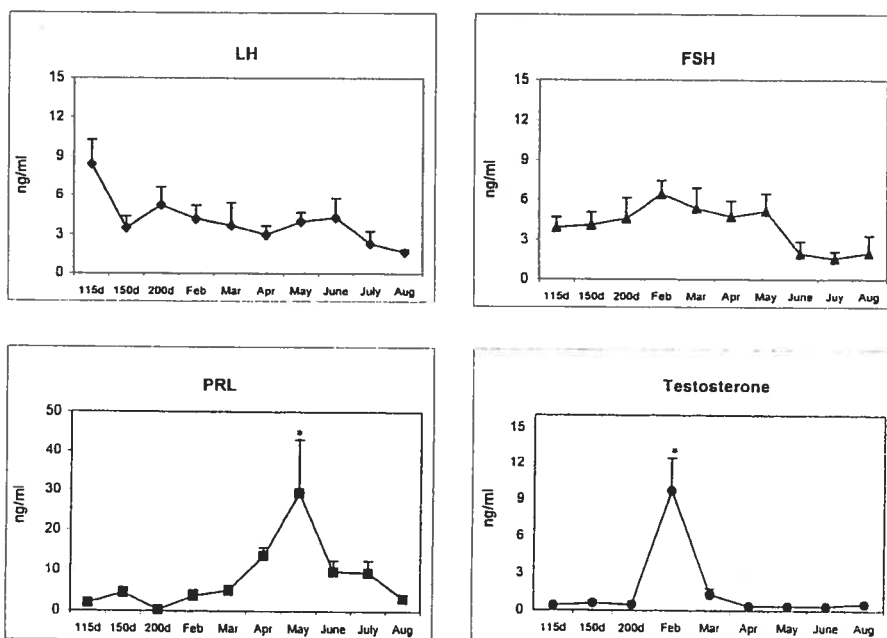 LH
15
12
9
6
3
0
ng/ml
115d 150d 200d Feb Mar Apr May June July Aug
FSH
15
12
9
6
3
0
ng/ml
115d 150d 200d Feb Mar Apr May June Juy Aug
PRL
50
40
30
20
10
0
ng/ml
*
115d 150d 200d Feb Mar Apr May June July Aug
Testosterone
15
12
9
6
3
0
ng/ml
*
115d 150d 200d Feb Mar Apr May June July Aug